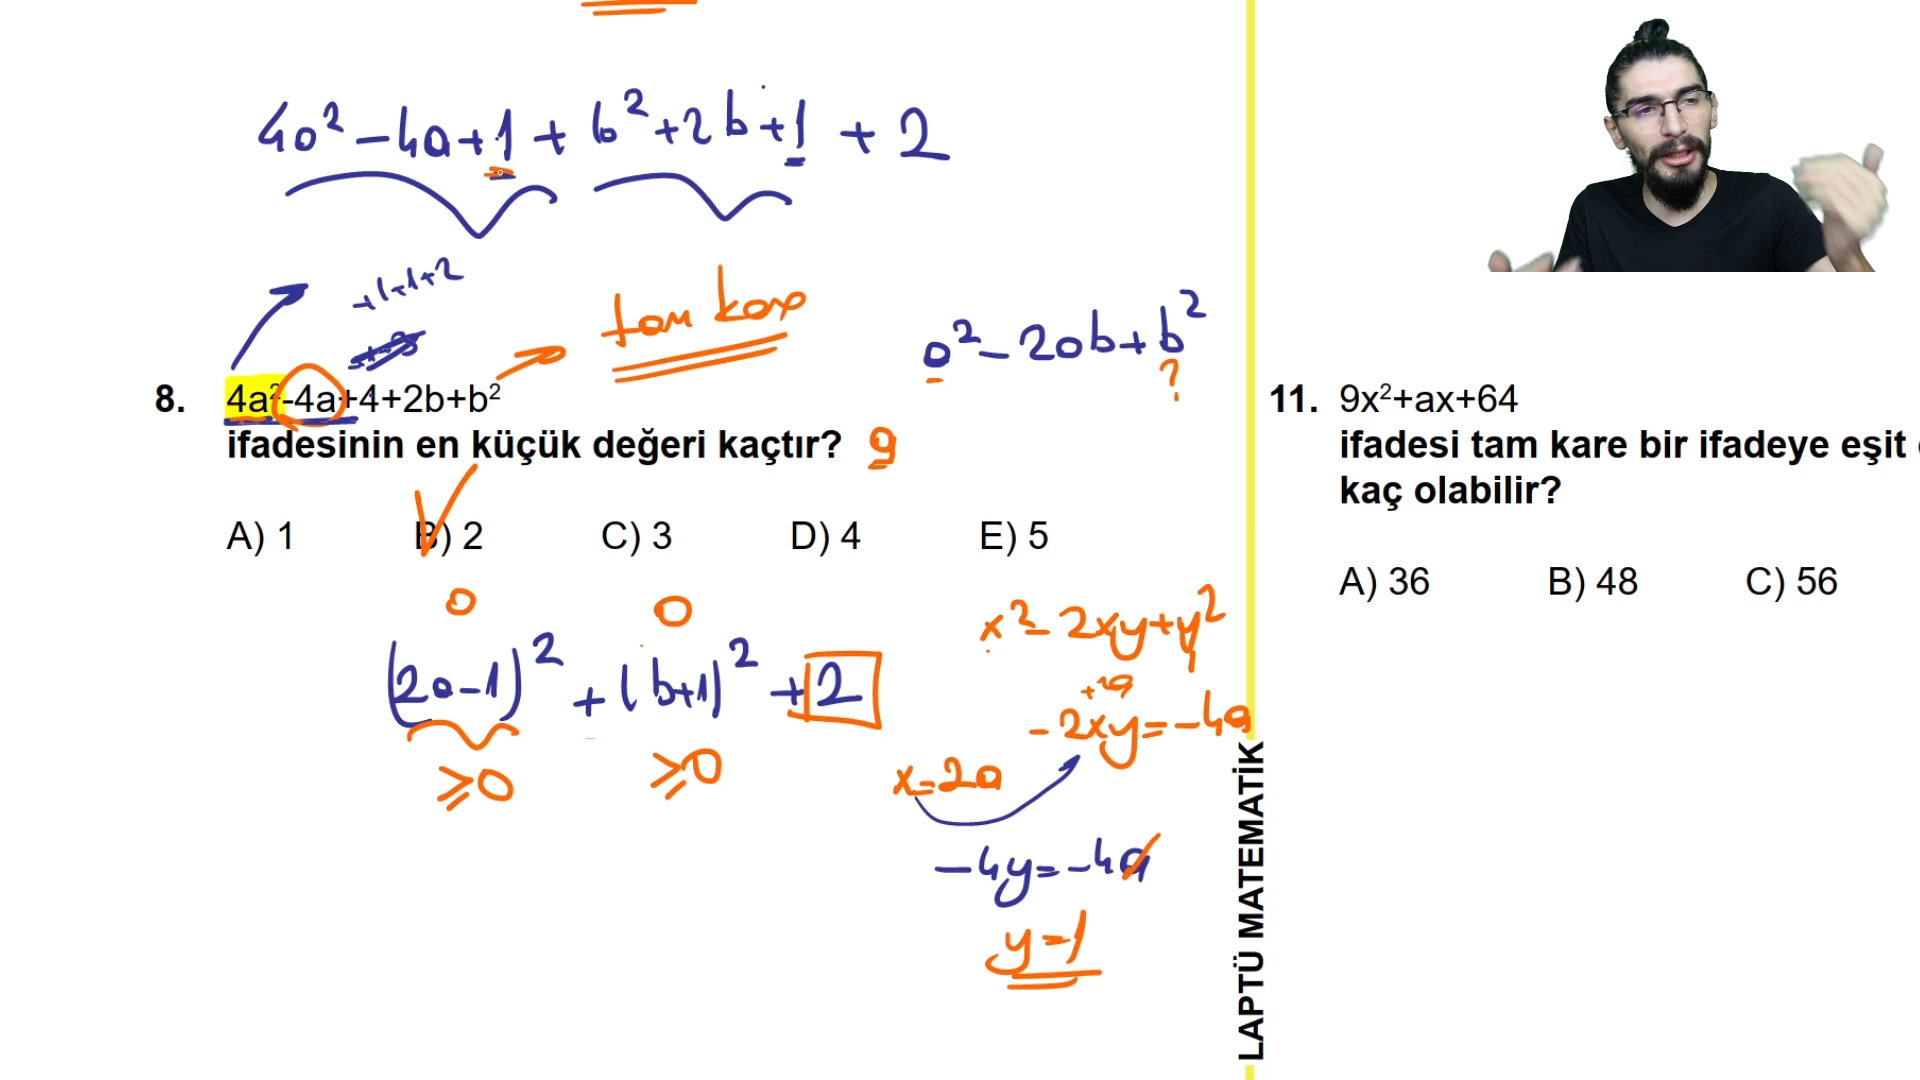 4a²-4a+1+b²+2b+1+2
+1+1+2
tam kare
a²-2ab+b²
?
8. 4a²-4a+4+2b+b²
ifadesinin en küçük değeri kaçtır? 9
A) 1 B) 2 C) 3 D) 4 E) 5
0 0
(2a-1)²+(b+1)²+2
≥0 ≥0
x²-2xy+y²
-2xy=-4a
x=2a
-4y=-4a
y=1
LAPTÜ MATEMATİK
11. 9x²+ax+64
ifadesi tam kare bir ifadeye eşit
kaç olabilir?
A) 36 B) 48 C) 56